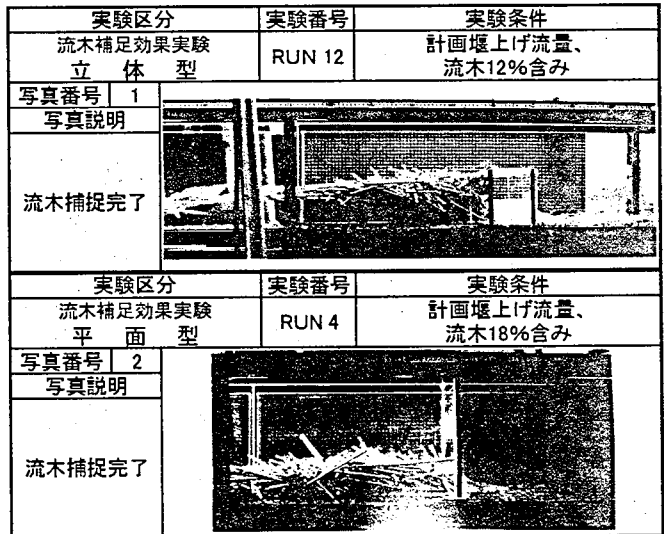 実験区分 実験番号 実験条件
流木補足効果実験
立体型
RUN 12
計画堰上げ流量、
流木12%含み
写真番号 1
写真説明
流木捕捉完了
実験区分 実験番号 実験条件
流木補足効果実験
平面型
RUN 4
計画堰上げ流量、
流木18%含み
写真番号 2
写真説明
流木捕捉完了